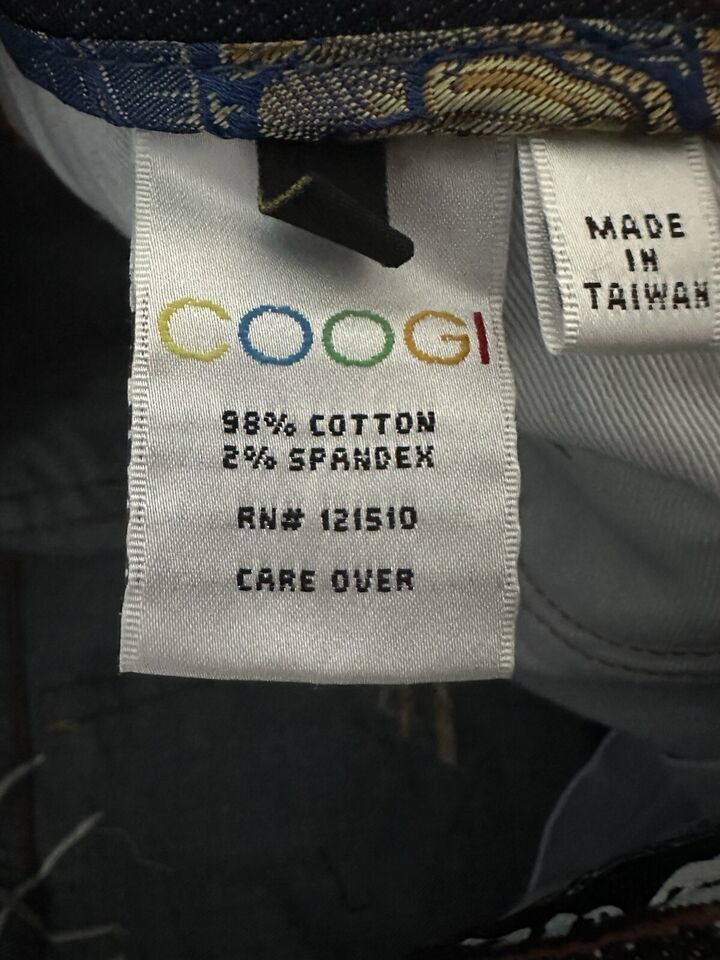 COOGI
98% COTTON
2% SPANDEX
RN# 121510
CARE OVER
MADE
IN
TAIWAN